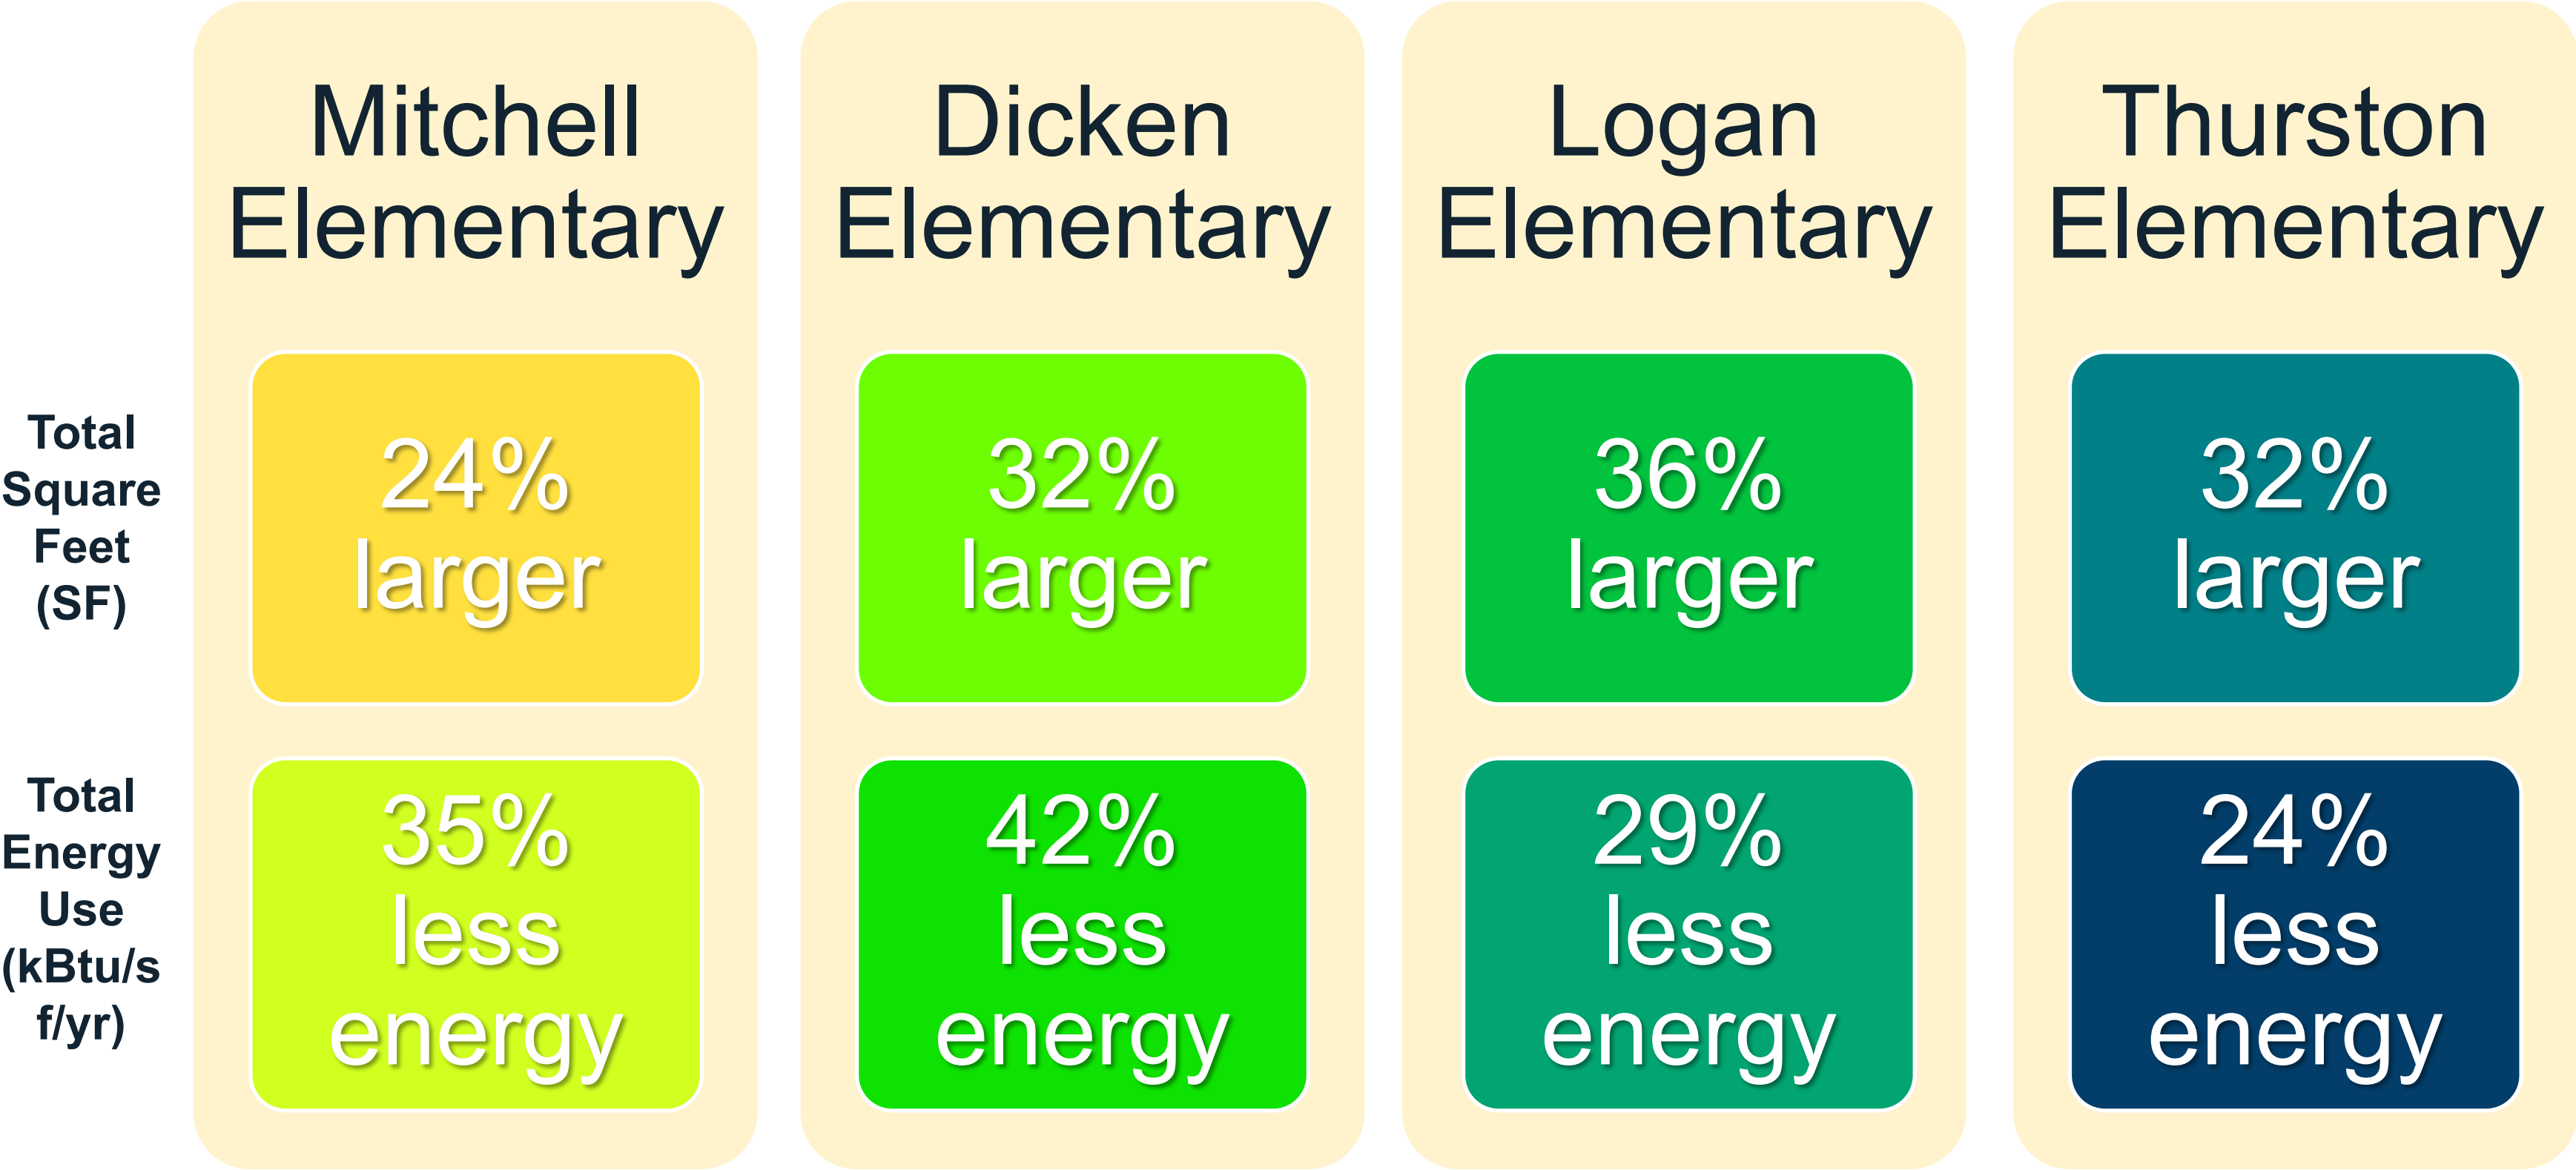 Mitchell
Elementary
Dicken
Elementary
Logan
Elementary
Thurston
Elementary
Total
Square
Feet
(SF)
24%
larger
32%
larger
36%
larger
32%
larger
Total
Energy
Use
(kBtu/s
f/yr)
35%
less
energy
42%
less
energy
29%
less
energy
24%
less
energy